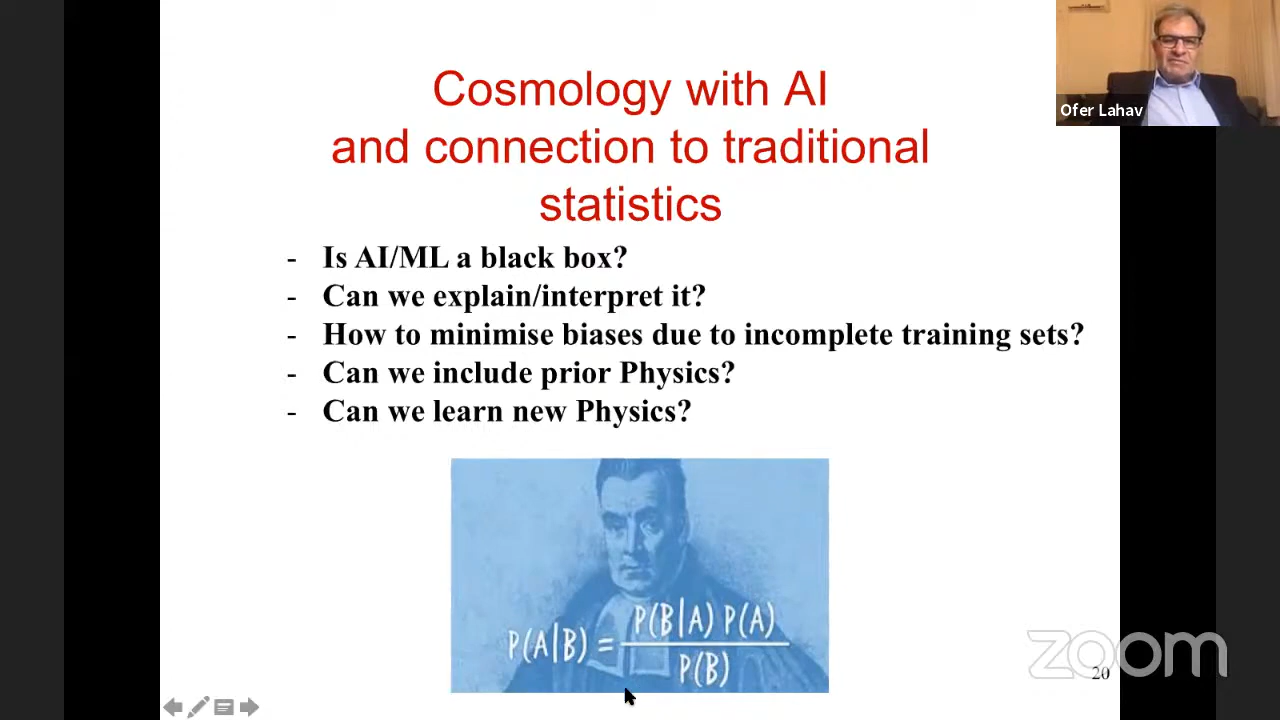 Ofer Lahav
Cosmology with AI
and connection to traditional
statistics
- Is AI/ML a black box?
- Can we explain/interpret it?
- How to minimise biases due to incomplete training sets?
- Can we include prior Physics?
- Can we learn new Physics?
P(A|B) = P(B|A) P(A)
P(B)
zoom
20